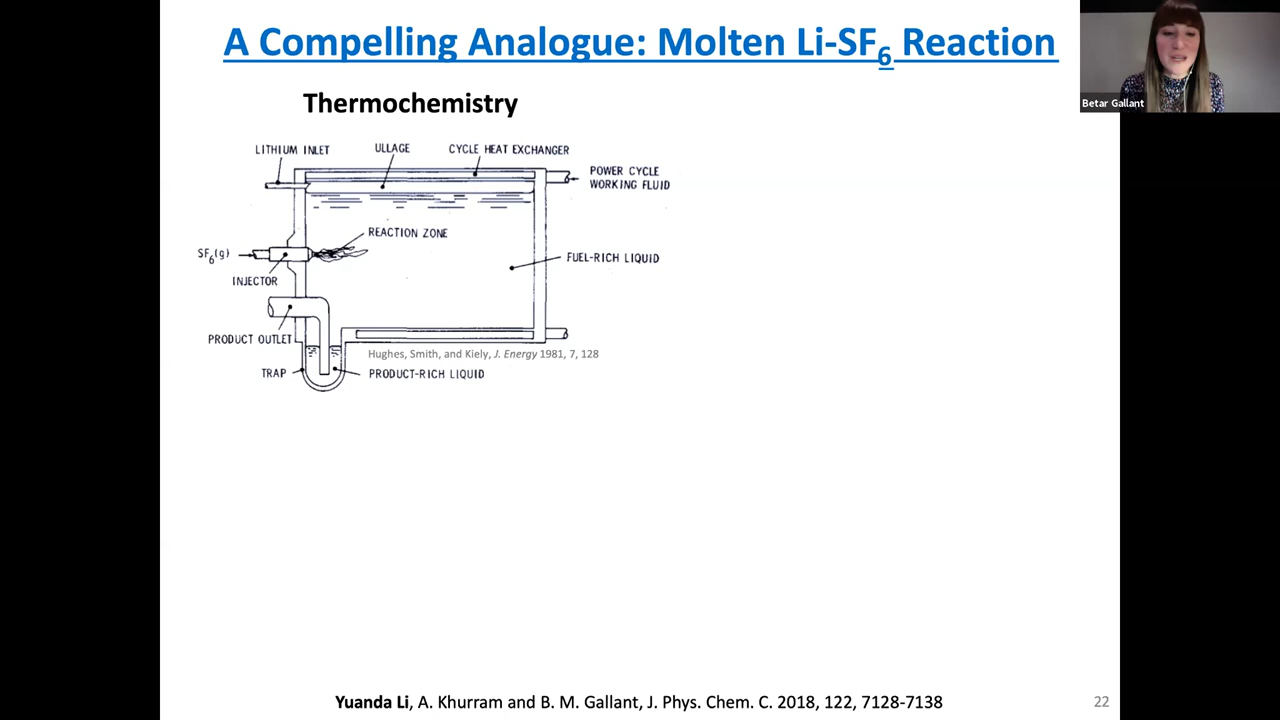 A Compelling Analogue: Molten Li-SF6 Reaction
Betar Gallant
Thermochemistry
LITHIUM INLET
ULLAGE
CYCLE HEAT EXCHANGER
POWER CYCLE
WORKING FLUID
REACTION ZONE
SF6(g)
FUEL-RICH LIQUID
INJECTOR
PRODUCT OUTLET
Hughes, Smith, and Kiely, J. Energy 1981, 7, 128
TRAP
PRODUCT-RICH LIQUID
Yuanda Li, A. Khurram and B. M. Gallant, J. Phys. Chem. C. 2018, 122, 7128-7138
22